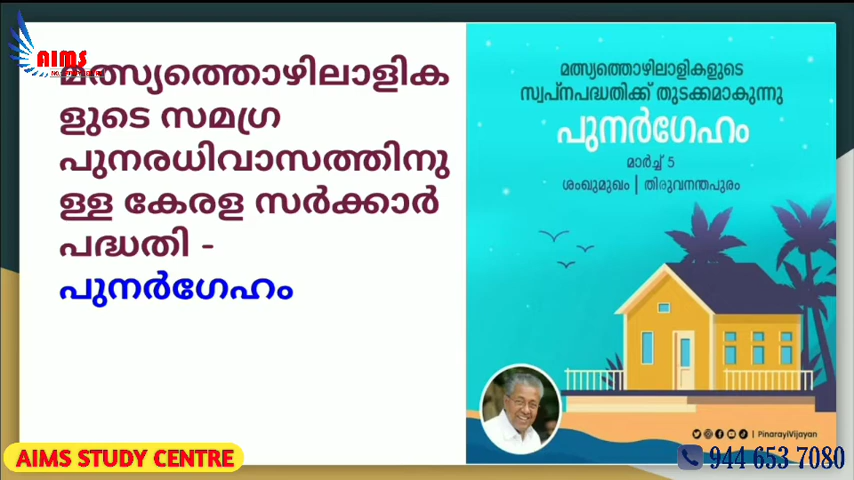 AIMS
മത്സ്യത്തൊഴിലാളിക
ളുടെ സമഗ്ര
പുനരധിവാസത്തിനു
ള്ള കേരള സർക്കാർ
പദ്ധതി -
പുനർഗേഹം
മത്സ്യത്തൊഴിലാളികളുടെ
സ്വപ്നപദ്ധതിക്ക് തുടക്കമാകുന്നു
പുനർഗേഹം
മാർച്ച് 5
ശംഖുമുഖം | തിരുവനന്തപുരം
| PinarayiVijayan
AIMS STUDY CENTRE
944 653 7080